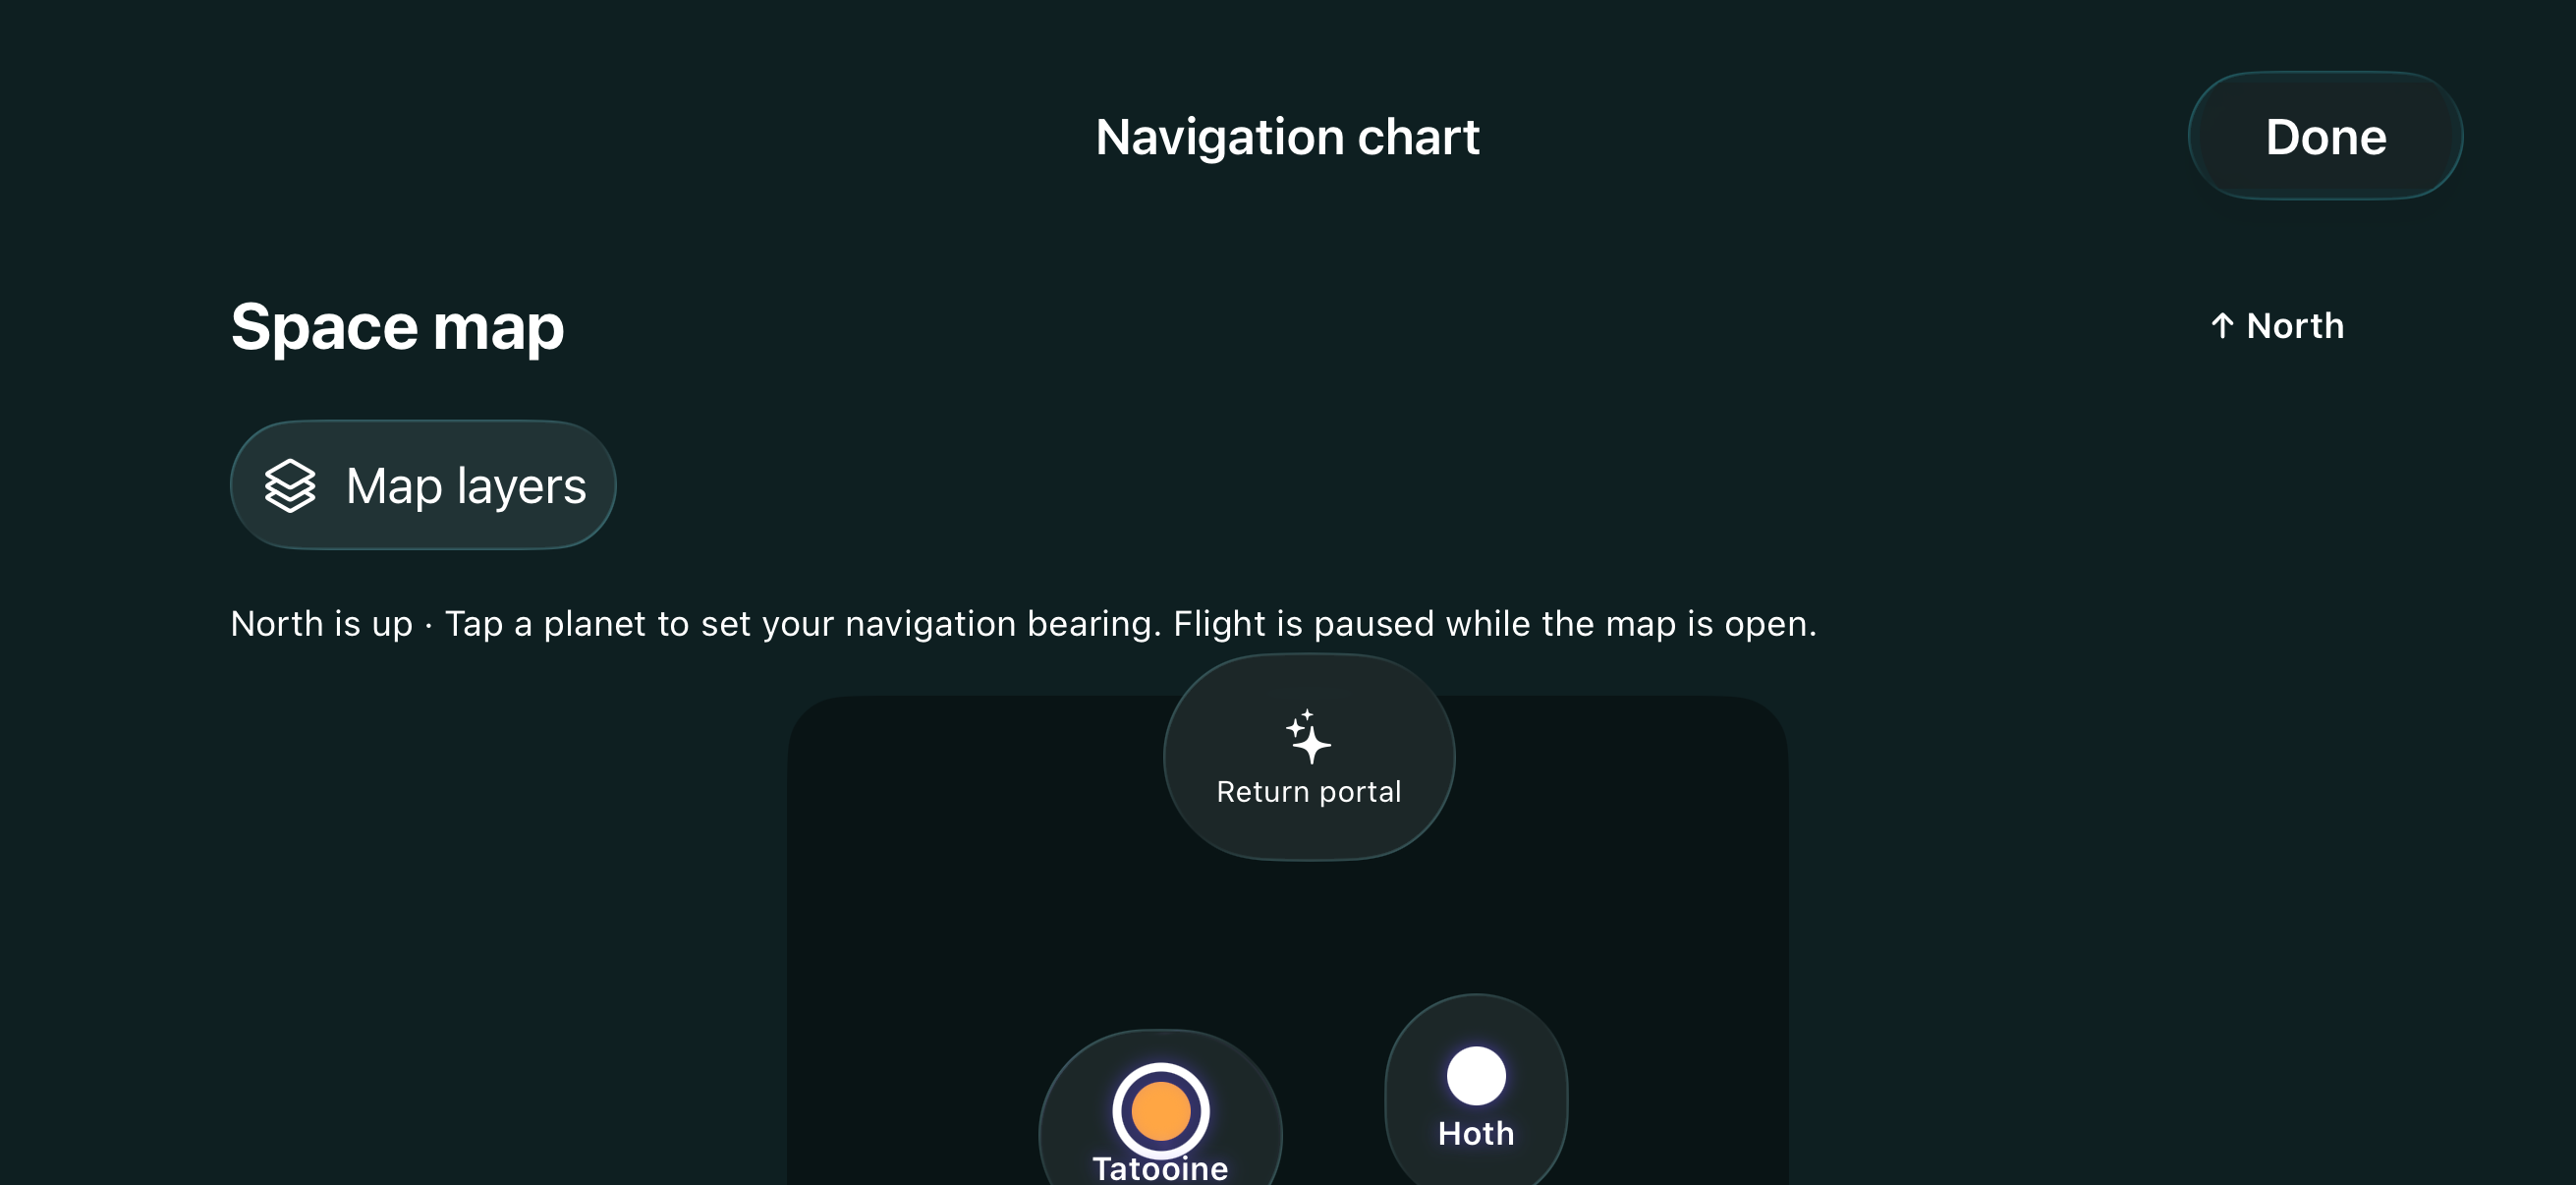 Navigation chart
Done
Space map
↑ North
Map layers
North is up · Tap a planet to set your navigation bearing. Flight is paused while the map is open.
Return portal
Hoth
Tatooine